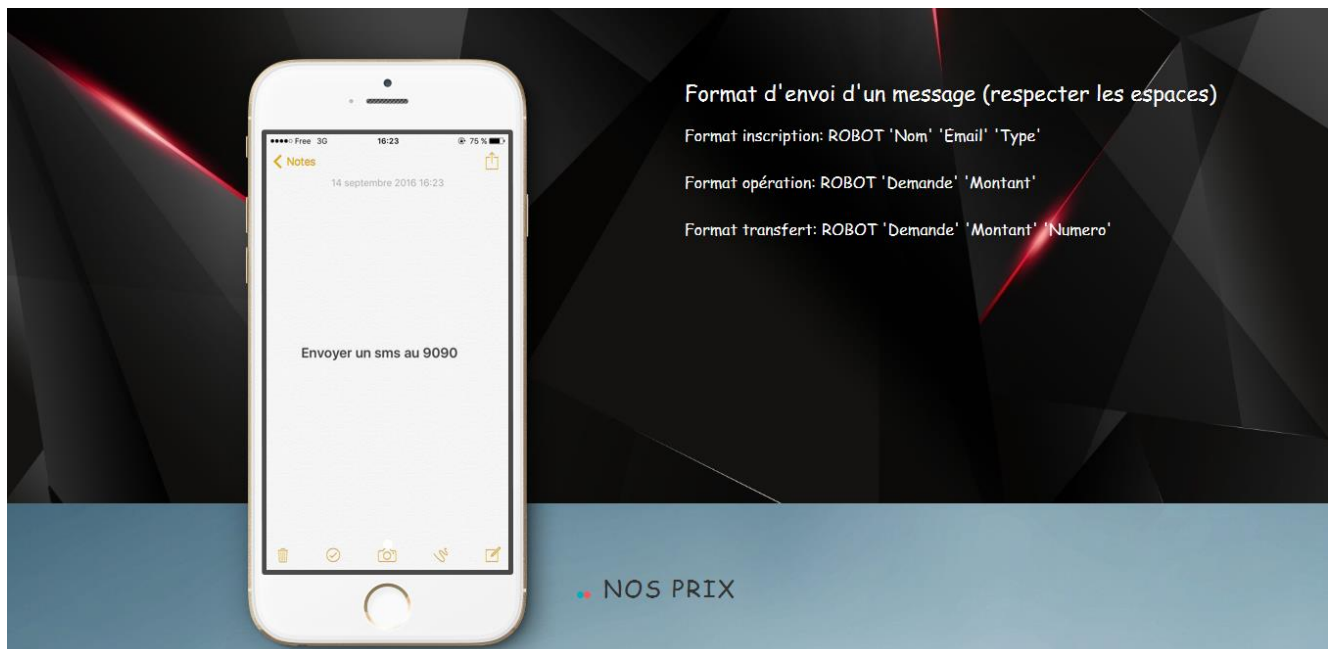 Free 3G 16:23 75 %
Notes
14 septembre 2016 16:23
Envoyer un sms au 9090
Format d'envoi d'un message (respecter les espaces)
Format inscription: ROBOT 'Nom' 'Email' 'Type'
Format opération: ROBOT 'Demande' 'Montant'
Format transfert: ROBOT 'Demande' 'Montant' 'Numero'
NOS PRIX